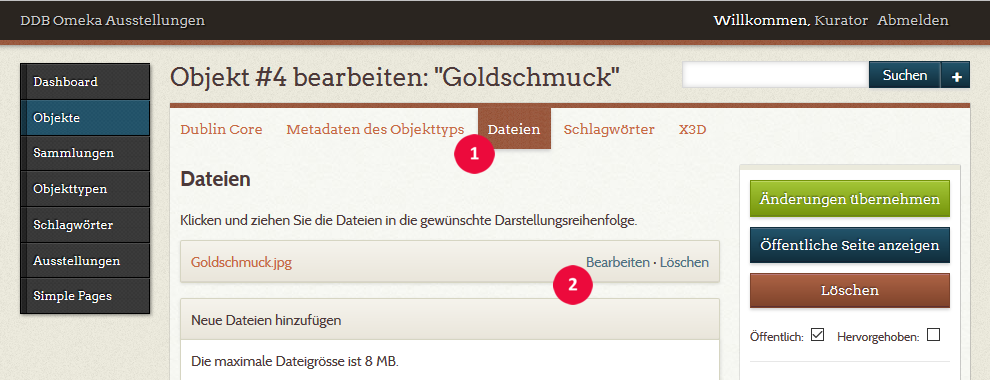 DDB Omeka Ausstellungen
Willkommen, Kurator Abmelden
Dashboard
Objekte
Sammlungen
Objekttypen
Schlagwörter
Ausstellungen
Simple Pages
Objekt #4 bearbeiten: "Goldschmuck"
Suchen +
Dublin Core Metadaten des Objekttyps Dateien Schlagwörter X3D
1
Dateien
Klicken und ziehen Sie die Dateien in die gewünschte Darstellungsreihenfolge.
Goldschmuck.jpg Bearbeiten · Löschen
2
Neue Dateien hinzufügen
Die maximale Dateigrösse ist 8 MB.
Änderungen übernehmen
Öffentliche Seite anzeigen
Löschen
Öffentlich: Hervorgehoben: